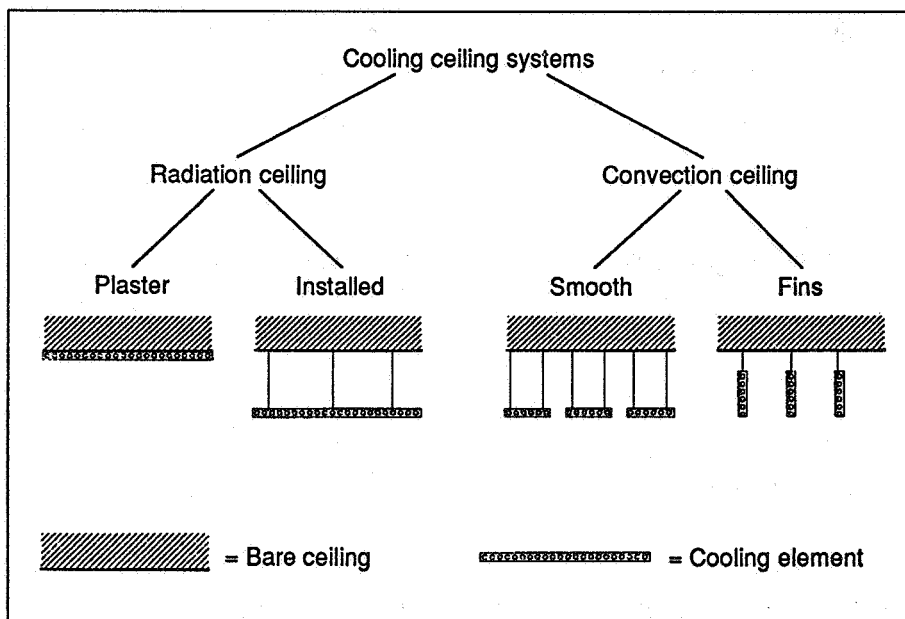 Cooling ceiling systems
Radiation ceiling
Convection ceiling
Plaster
Installed
Smooth
Fins
= Bare ceiling
= Cooling element